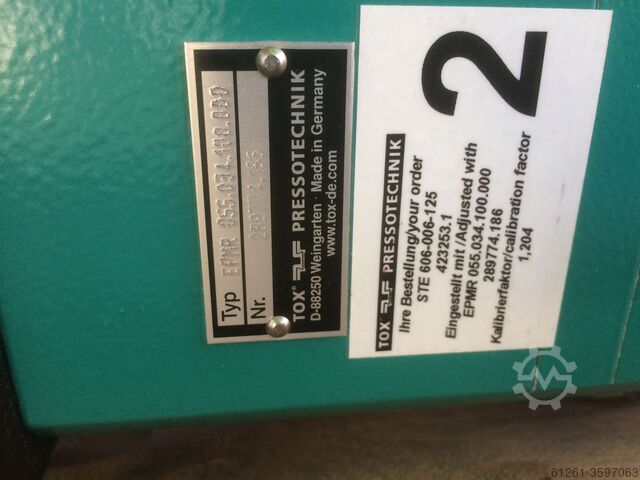 Typ EPMR 055.034.100.000
Nr.
TOX® PRESSOTECHNIK
D-88250 Weingarten · Made in Germany
www.tox-de.com
2
TOX® PRESSOTECHNIK
Ihre Bestellung/your order
STE 606-006-125
423253.1
Eingestellt mit /Adjusted with
EPMR 055.034.100.000
289774.186
Kalibrierfaktor/calibration factor
1,204
61261-3597063